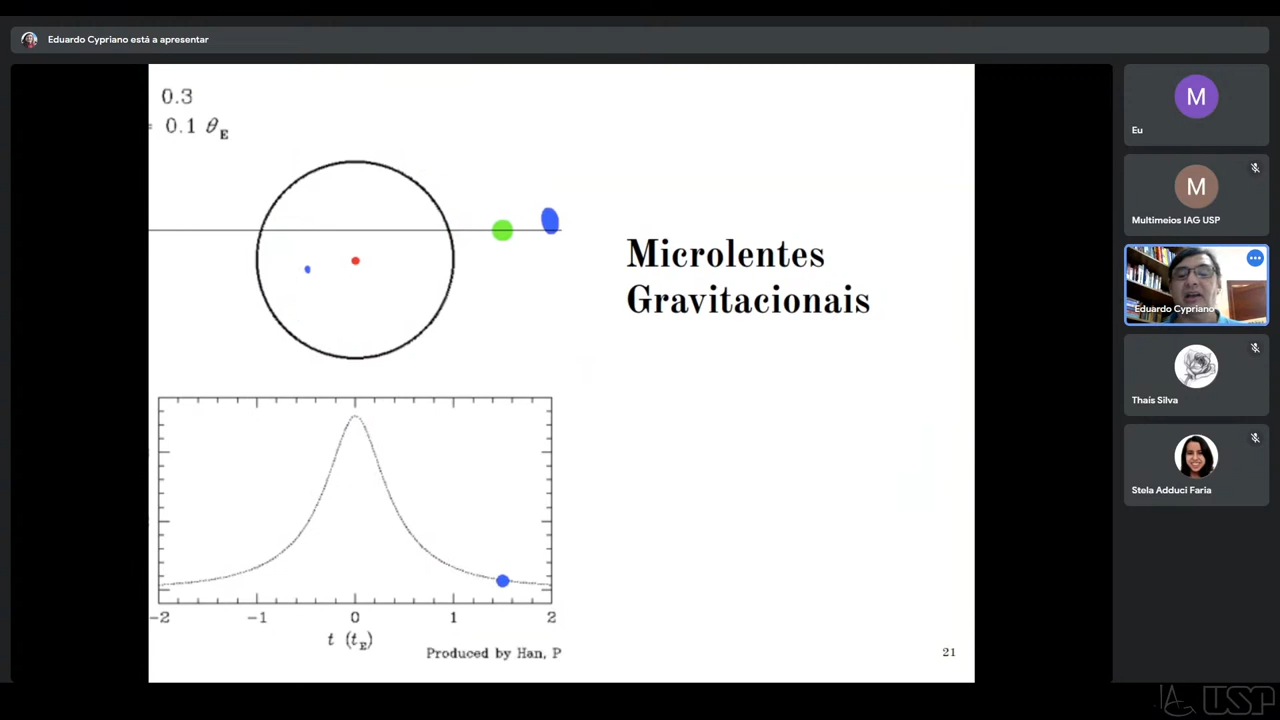 Eduardo Cypriano está a apresentar
0.3
= 0.1 θE
Microlentes
Gravitacionais
-2 -1 0 1 2
t (tE)
Produced by Han, P
21
M
Eu
M
Multimeios IAG USP
Eduardo Cypriano
Thaís Silva
Stela Adduci Faria
IAG USP